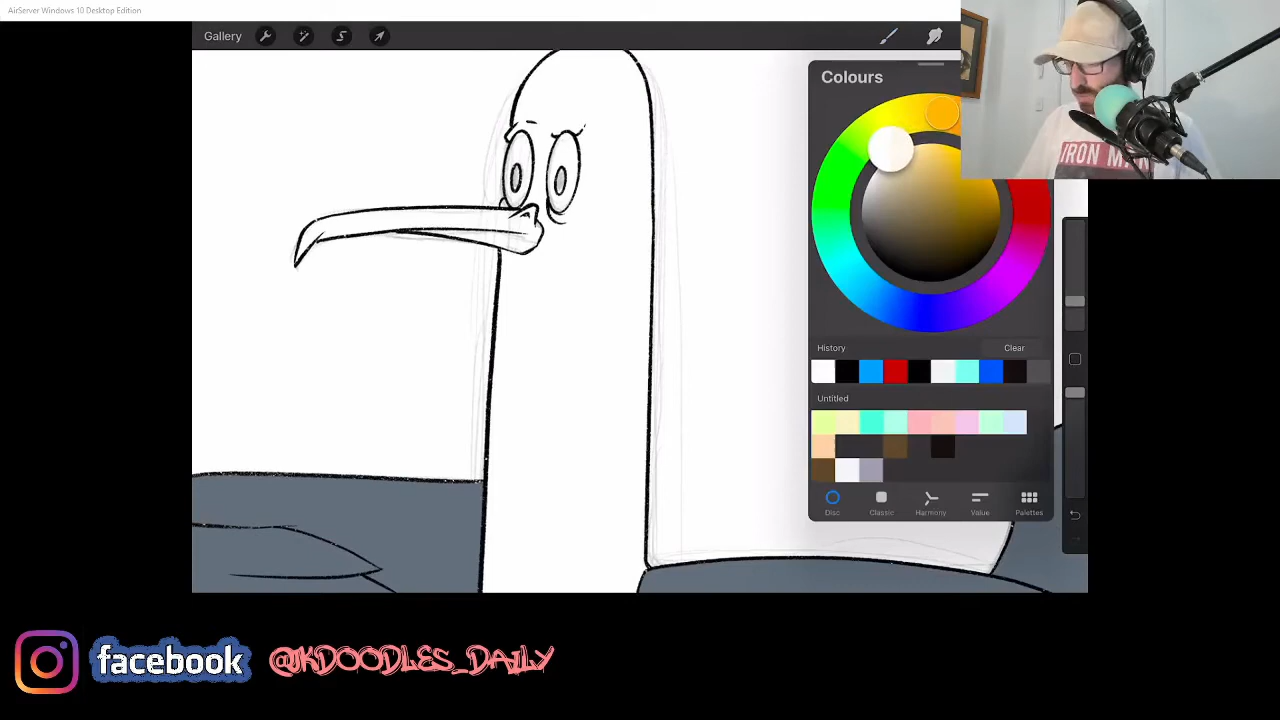 AirServer Windows 10 Desktop Edition
Gallery
Colours
IRON M
History
Clear
Untitled
Disc
Classic
Harmony
Value
Palettes
facebook @JKDOODLES_DAILY